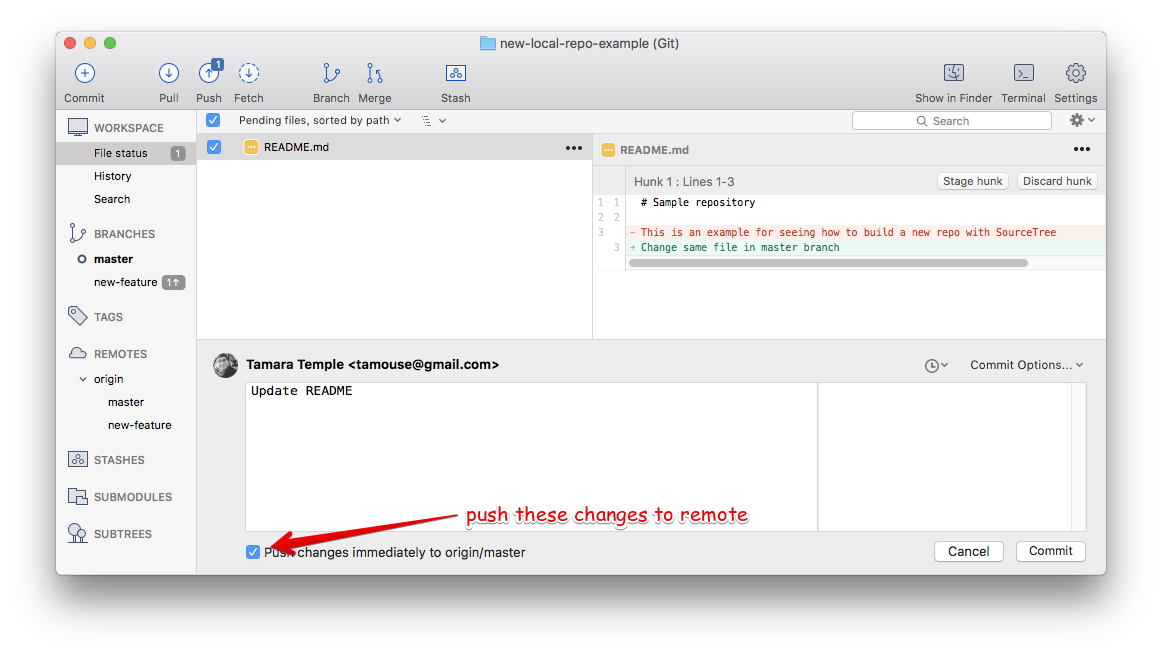 new-local-repo-example (Git)
1
Commit Pull Push Fetch Branch Merge Stash Show in Finder Terminal Settings
WORKSPACE
File status 1
History
Search
BRANCHES
master
new-feature 1↑
TAGS
REMOTES
origin
master
new-feature
STASHES
SUBMODULES
SUBTREES
Pending files, sorted by path
Search
README.md
README.md
Hunk 1 : Lines 1-3 Stage hunk Discard hunk
1 1 # Sample repository
2 2
3 - This is an example for seeing how to build a new repo with SourceTree
3 + Change same file in master branch
Tamara Temple <tamouse@gmail.com> Commit Options...
Update README
push these changes to remote
Push changes immediately to origin/master
Cancel Commit